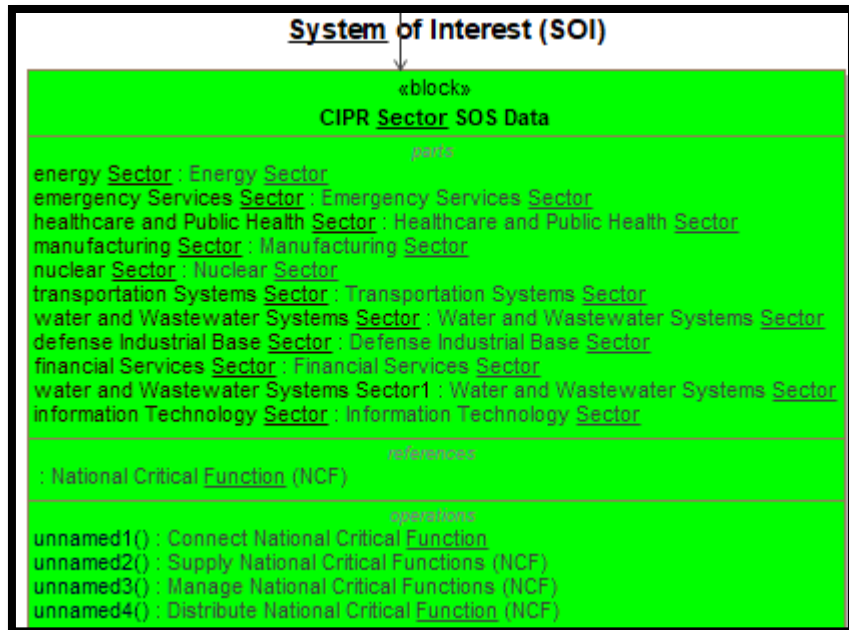 System of Interest (SOI)
«block»
CIPR Sector SOS Data
parts
energy Sector : Energy Sector
emergency Services Sector : Emergency Services Sector
healthcare and Public Health Sector : Healthcare and Public Health Sector
manufacturing Sector : Manufacturing Sector
nuclear Sector : Nuclear Sector
transportation Systems Sector : Transportation Systems Sector
water and Wastewater Systems Sector : Water and Wastewater Systems Sector
defense Industrial Base Sector : Defense Industrial Base Sector
financial Services Sector : Financial Services Sector
water and Wastewater Systems Sector1 : Water and Wastewater Systems Sector
information Technology Sector : Information Technology Sector
references
: National Critical Function (NCF)
operations
unnamed1() : Connect National Critical Function
unnamed2() : Supply National Critical Functions (NCF)
unnamed3() : Manage National Critical Functions (NCF)
unnamed4() : Distribute National Critical Function (NCF)